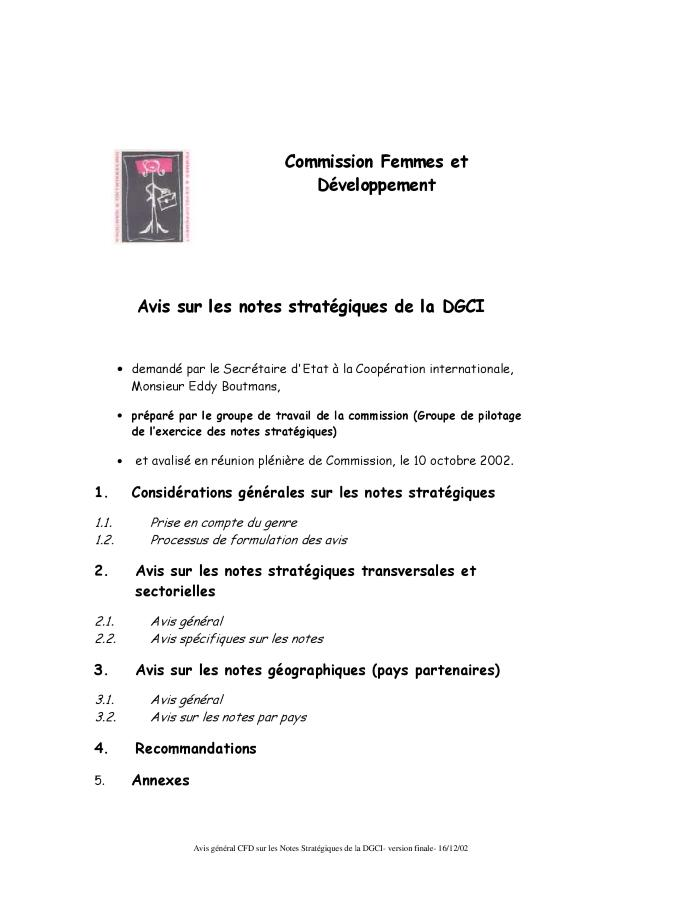 Commission Femmes et
Développement
Avis sur les notes stratégiques de la DGCI
• demandé par le Secrétaire d'Etat à la Coopération internationale,
Monsieur Eddy Boutmans,
• préparé par le groupe de travail de la commission (Groupe de pilotage
de l'exercice des notes stratégiques)
• et avalisé en réunion plénière de Commission, le 10 octobre 2002.
1. Considérations générales sur les notes stratégiques
1.1. Prise en compte du genre
1.2. Processus de formulation des avis
2. Avis sur les notes stratégiques transversales et
sectorielles
2.1. Avis général
2.2. Avis spécifiques sur les notes
3. Avis sur les notes géographiques (pays partenaires)
3.1. Avis général
3.2. Avis sur les notes par pays
4. Recommandations
5. Annexes
Avis général CFD sur les Notes Stratégiques de la DGCI- version finale- 16/12/02